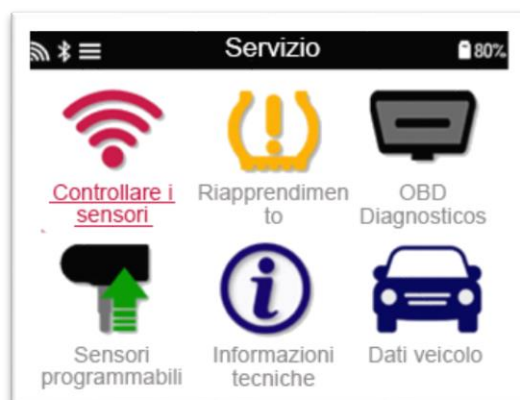 Servizio
80%
Controllare i
sensori
Riapprendimen
to
OBD
Diagnosticos
Sensori
programmabili
Informazioni
tecniche
Dati veicolo